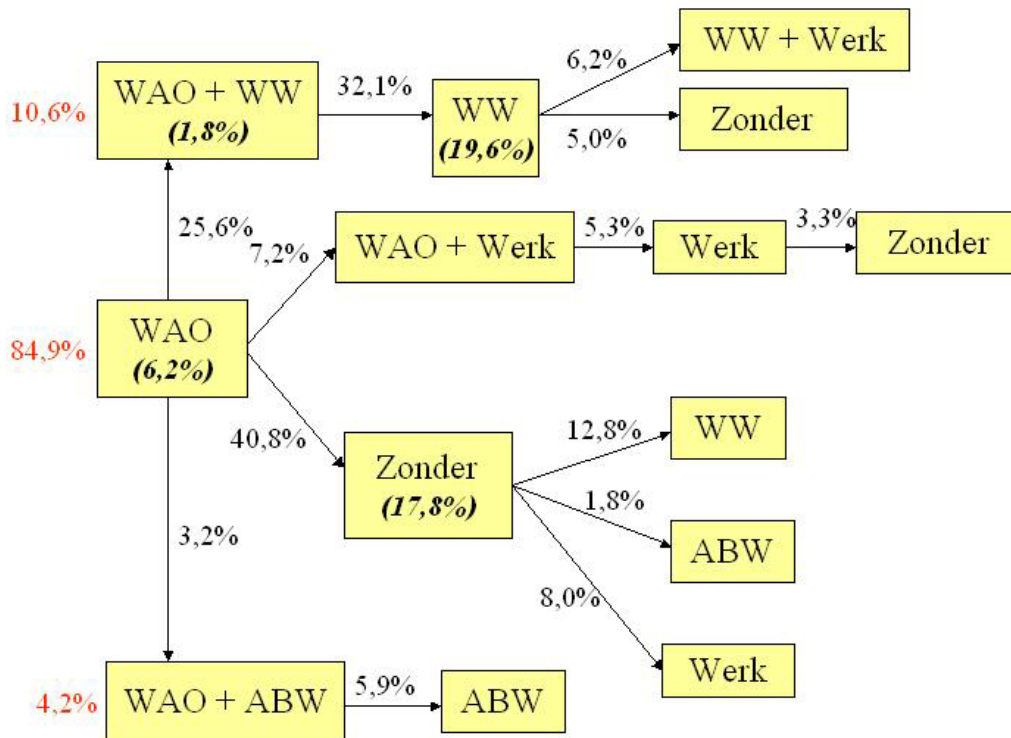 WW + Werk
6,2%
WAO + WW
(1,8%)
32,1%
10,6%
WW
(19,6%)
Zonder
5,0%
25,6%
7,2%
WAO + Werk
5,3%
Werk
3,3%
Zonder
84,9%
WAO
(6,2%)
40,8%
Zonder
(17,8%)
12,8%
WW
1,8%
ABW
8,0%
Werk
3,2%
4,2%
WAO + ABW
5,9%
ABW